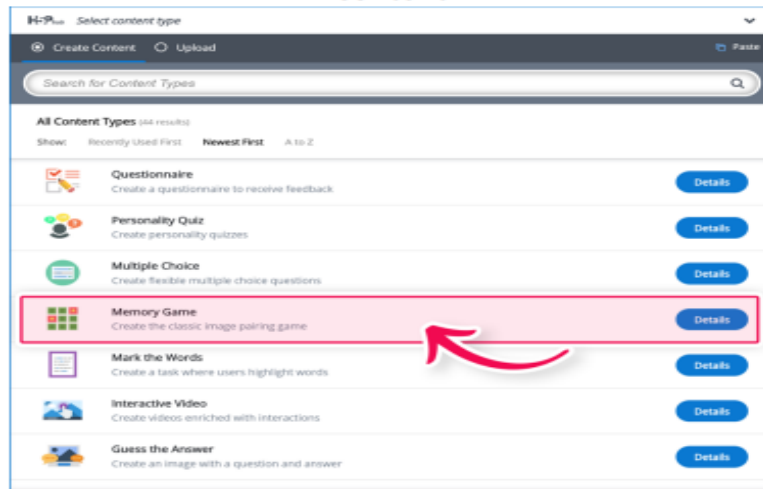 H-P Select content type
Create Content Upload Paste
Search for Content Types
All Content Types (44 results)
Show: Recently Used First Newest First A to Z
Questionnaire
Create a questionnaire to receive feedback
Details
Personality Quiz
Create personality quizzes
Details
Multiple Choice
Create flexible multiple choice questions
Details
Memory Game
Create the classic image pairing game
Details
Mark the Words
Create a task where users highlight words
Details
Interactive Video
Create videos enriched with interactions
Details
Guess the Answer
Create an image with a question and answer
Details